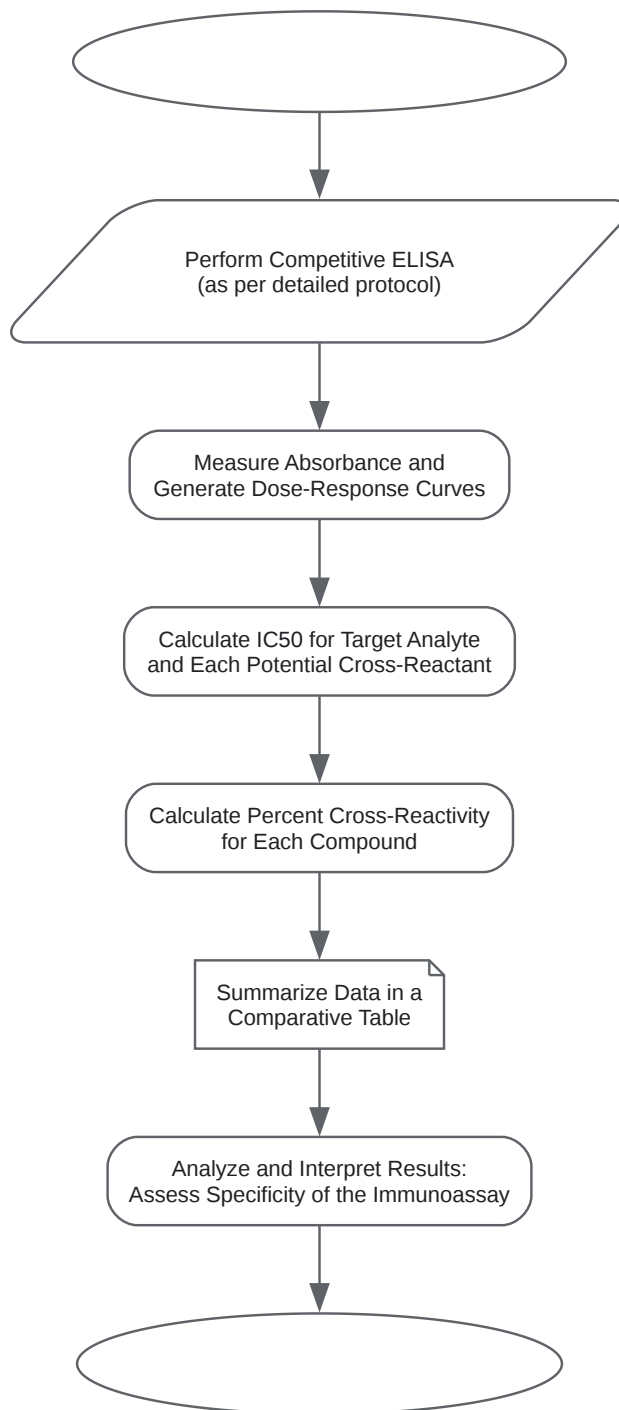 Perform Competitive ELISA
(as per detailed protocol)
Measure Absorbance and
Generate Dose-Response Curves
Calculate IC50 for Target Analyte
and Each Potential Cross-Reactant
Calculate Percent Cross-Reactivity
for Each Compound
Summarize Data in a
Comparative Table
Analyze and Interpret Results:
Assess Specificity of the Immunoassay